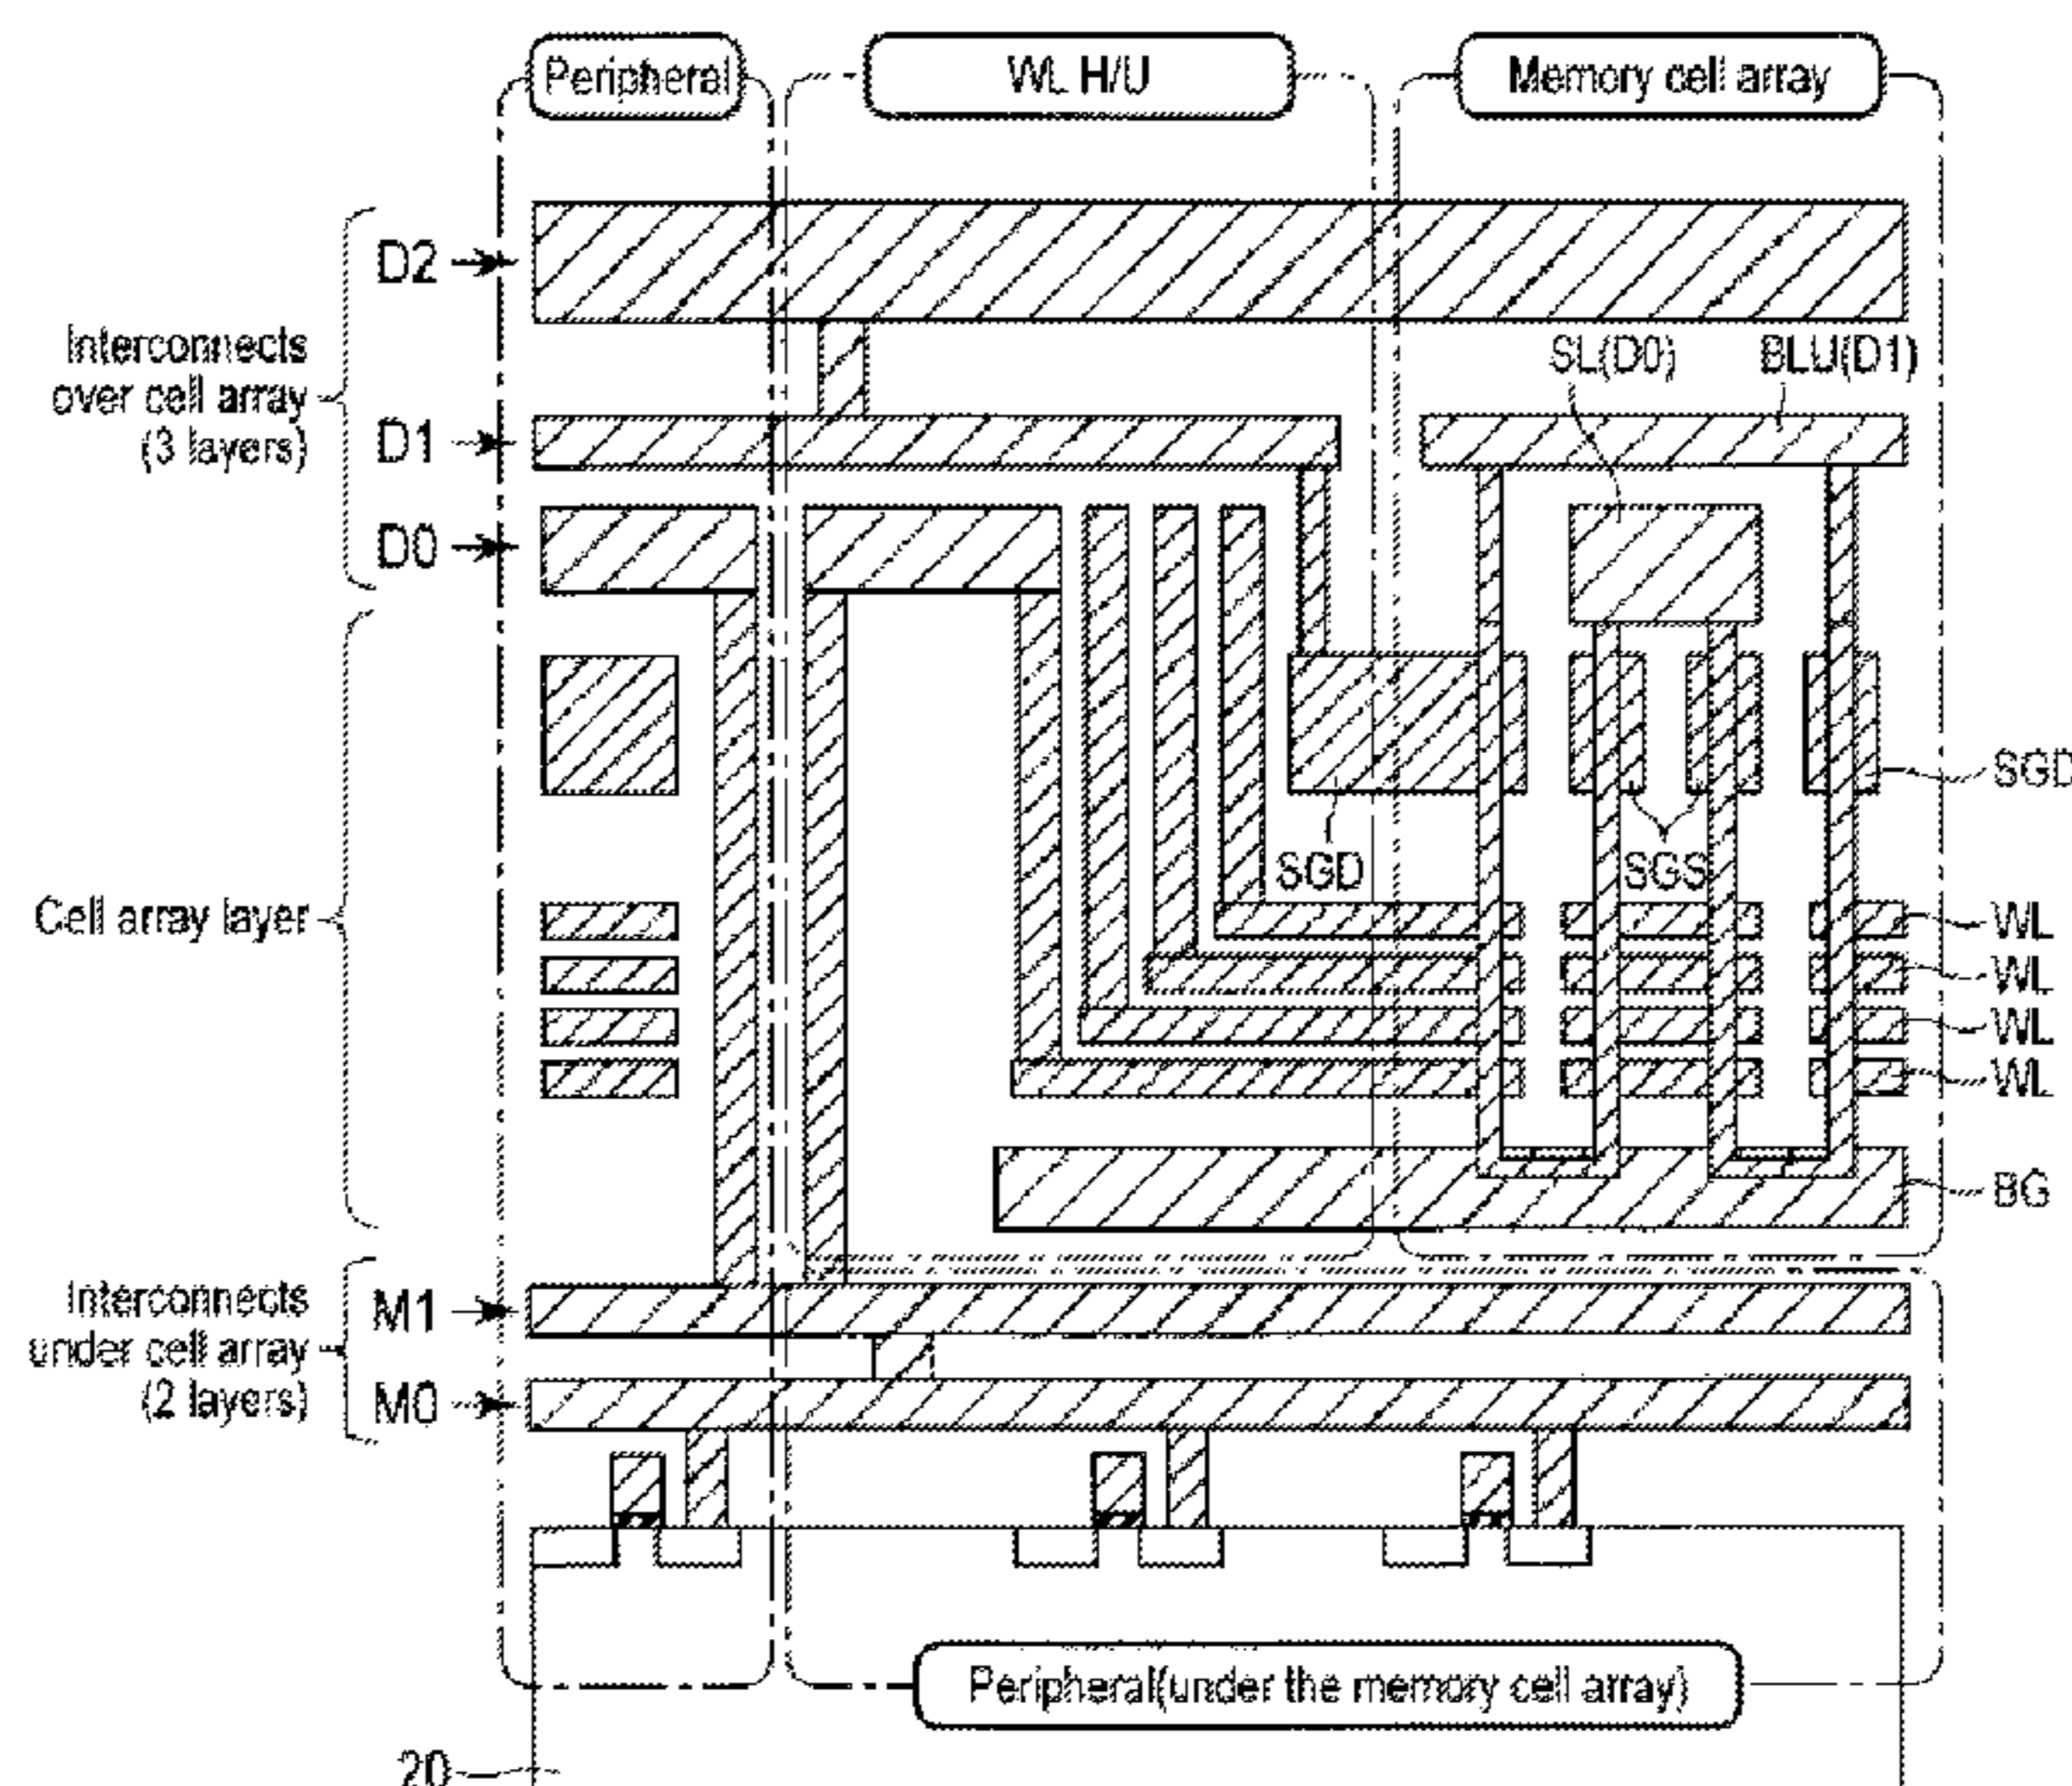 Peripheral
WL H/U
Memory cell array
D2
Interconnects
over cell array
(3 layers)
SL(D0)
BLU(D1)
D1
D0
SGD
SGD
SGS
Cell array layer
WL
WL
WL
WL
BG
Interconnects
under cell array
(2 layers)
M1
M0
Peripheral(under the memory cell array)
20